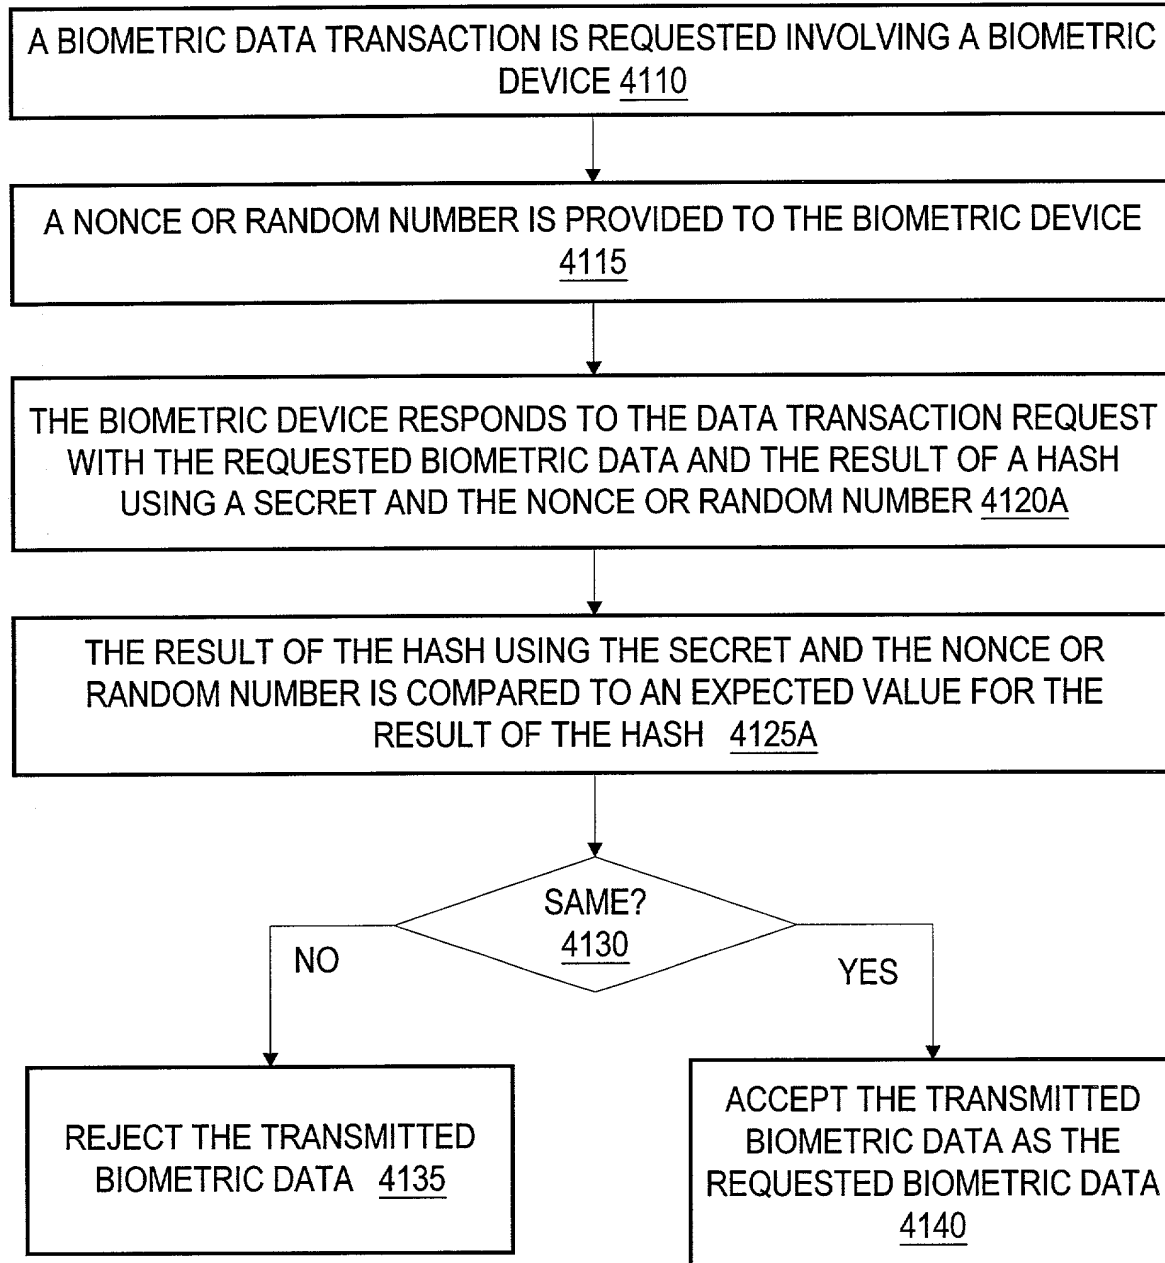 A BIOMETRIC DATA TRANSACTION IS REQUESTED INVOLVING A BIOMETRIC
DEVICE 4110
A NONCE OR RANDOM NUMBER IS PROVIDED TO THE BIOMETRIC DEVICE
4115
THE BIOMETRIC DEVICE RESPONDS TO THE DATA TRANSACTION REQUEST
WITH THE REQUESTED BIOMETRIC DATA AND THE RESULT OF A HASH
USING A SECRET AND THE NONCE OR RANDOM NUMBER 4120A
THE RESULT OF THE HASH USING THE SECRET AND THE NONCE OR
RANDOM NUMBER IS COMPARED TO AN EXPECTED VALUE FOR THE
RESULT OF THE HASH 4125A
SAME?
4130
NO
YES
REJECT THE TRANSMITTED
BIOMETRIC DATA 4135
ACCEPT THE TRANSMITTED
BIOMETRIC DATA AS THE
REQUESTED BIOMETRIC DATA
4140